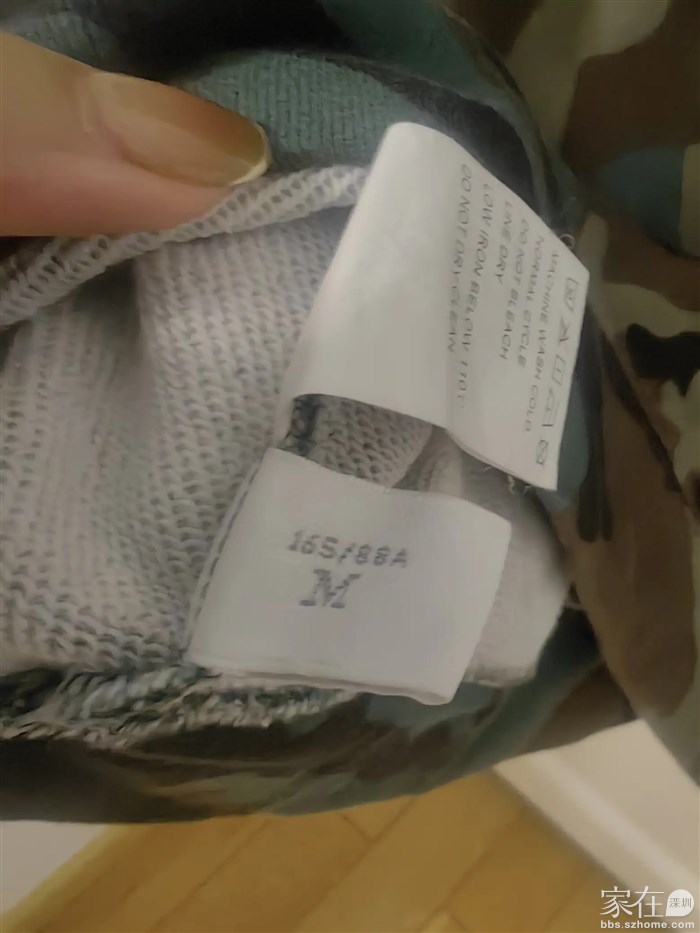 MACHINE WASH COLD
NORMAL CYCLE
DO NOT BLEACH
LINE DRY
LOW IRON BELOW 110
DO NOT DRY CLEAN
165/88A
M
家在深圳
bbs.szhome.com